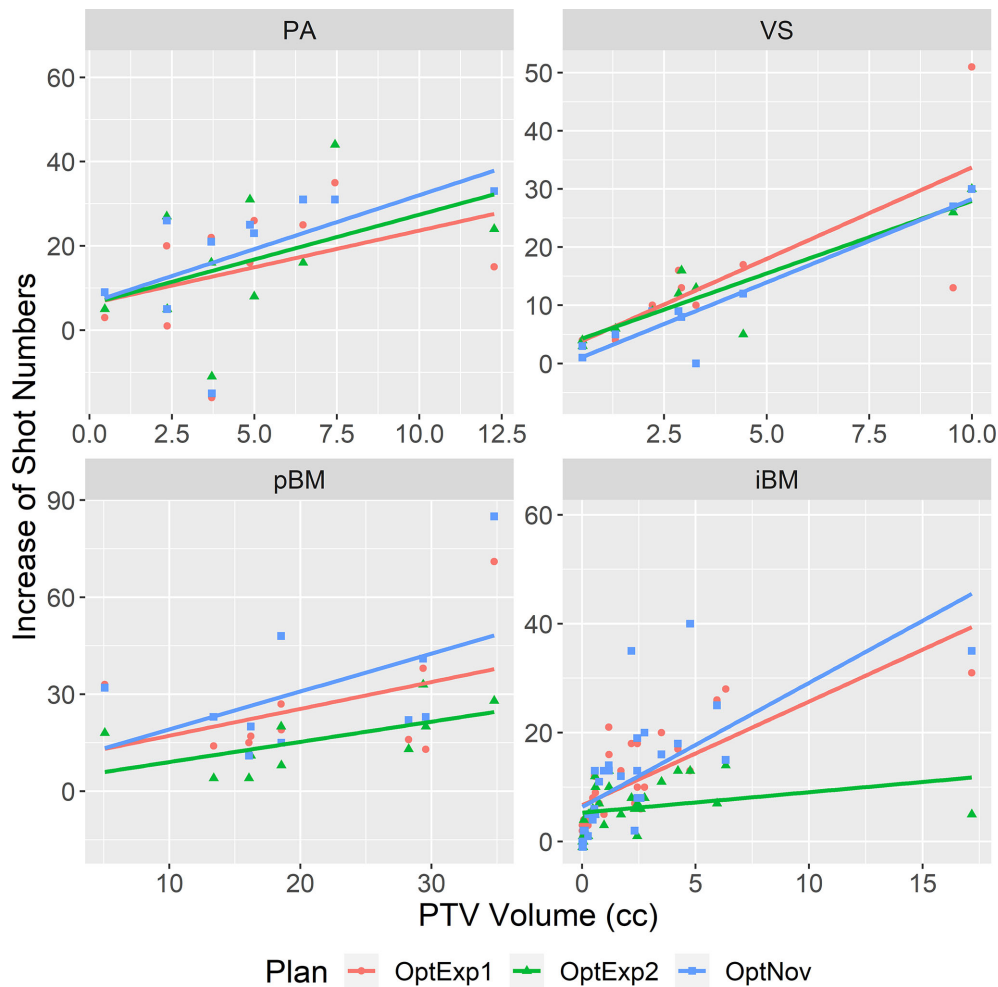 PA
VS
60
40
20
0
0.0 2.5 5.0 7.5 10.0 12.5
50
40
30
20
10
0
2.5 5.0 7.5 10.0
Increase of Shot Numbers
pBM
iBM
90
60
30
0
10 20 30
60
40
20
0
0 5 10 15
PTV Volume (cc)
Plan OptExp1 OptExp2 OptNov